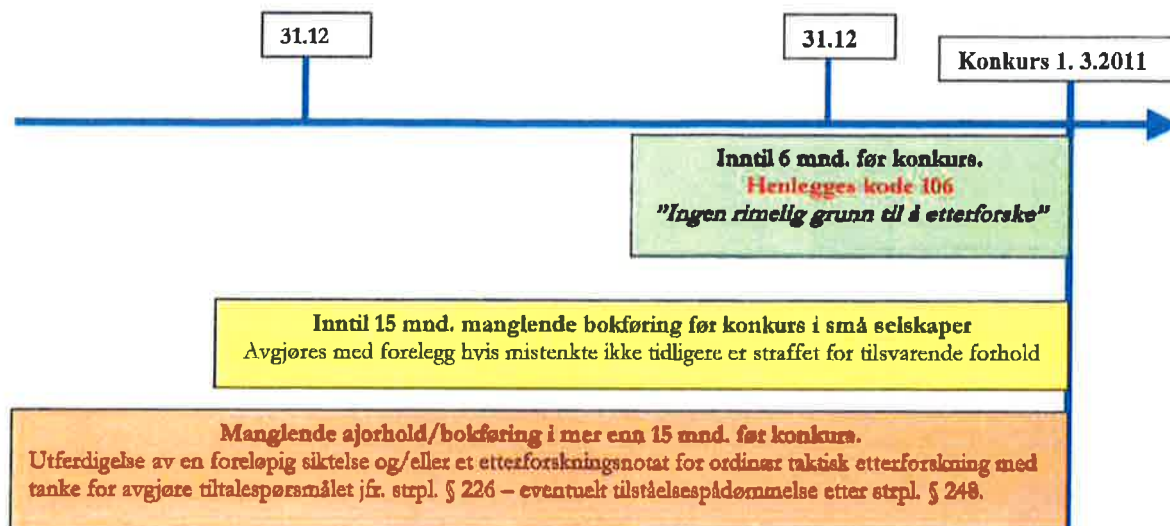 31.12
31.12
Konkurs 1. 3.2011
Inntil 6 mnd. før konkurs.
Henlegges kode 106
"Ingen rimelig grunn til å etterforske"
Inntil 15 mnd. manglende bokføring før konkurs i små selskaper
Avgjøres med forelegg hvis mistenkte ikke tidligere er straffet for tilsvarende forhold
Manglende ajorhold/bokføring i mer enn 15 mnd. før konkurs.
Utferdigelse av en foreløpig siktelse og/eller et etterforskningsnotat for ordinær taktisk etterforskning med
tanke for avgjøre tiltalespørsmålet jfr. strpl. § 226 – eventuelt tilståelsespådømmelse etter strpl. § 248.